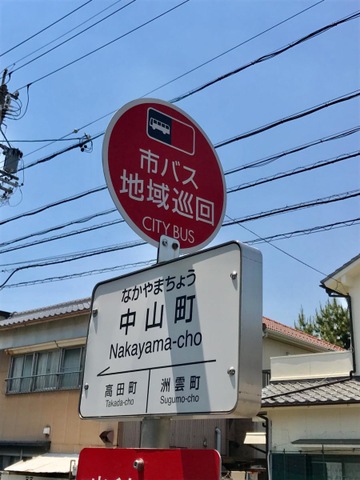 市バス
地域巡回
CITY BUS
なかやまちょう
中山町
Nakayama-cho
高田町 洲雲町
Takada-cho Sugumo-cho